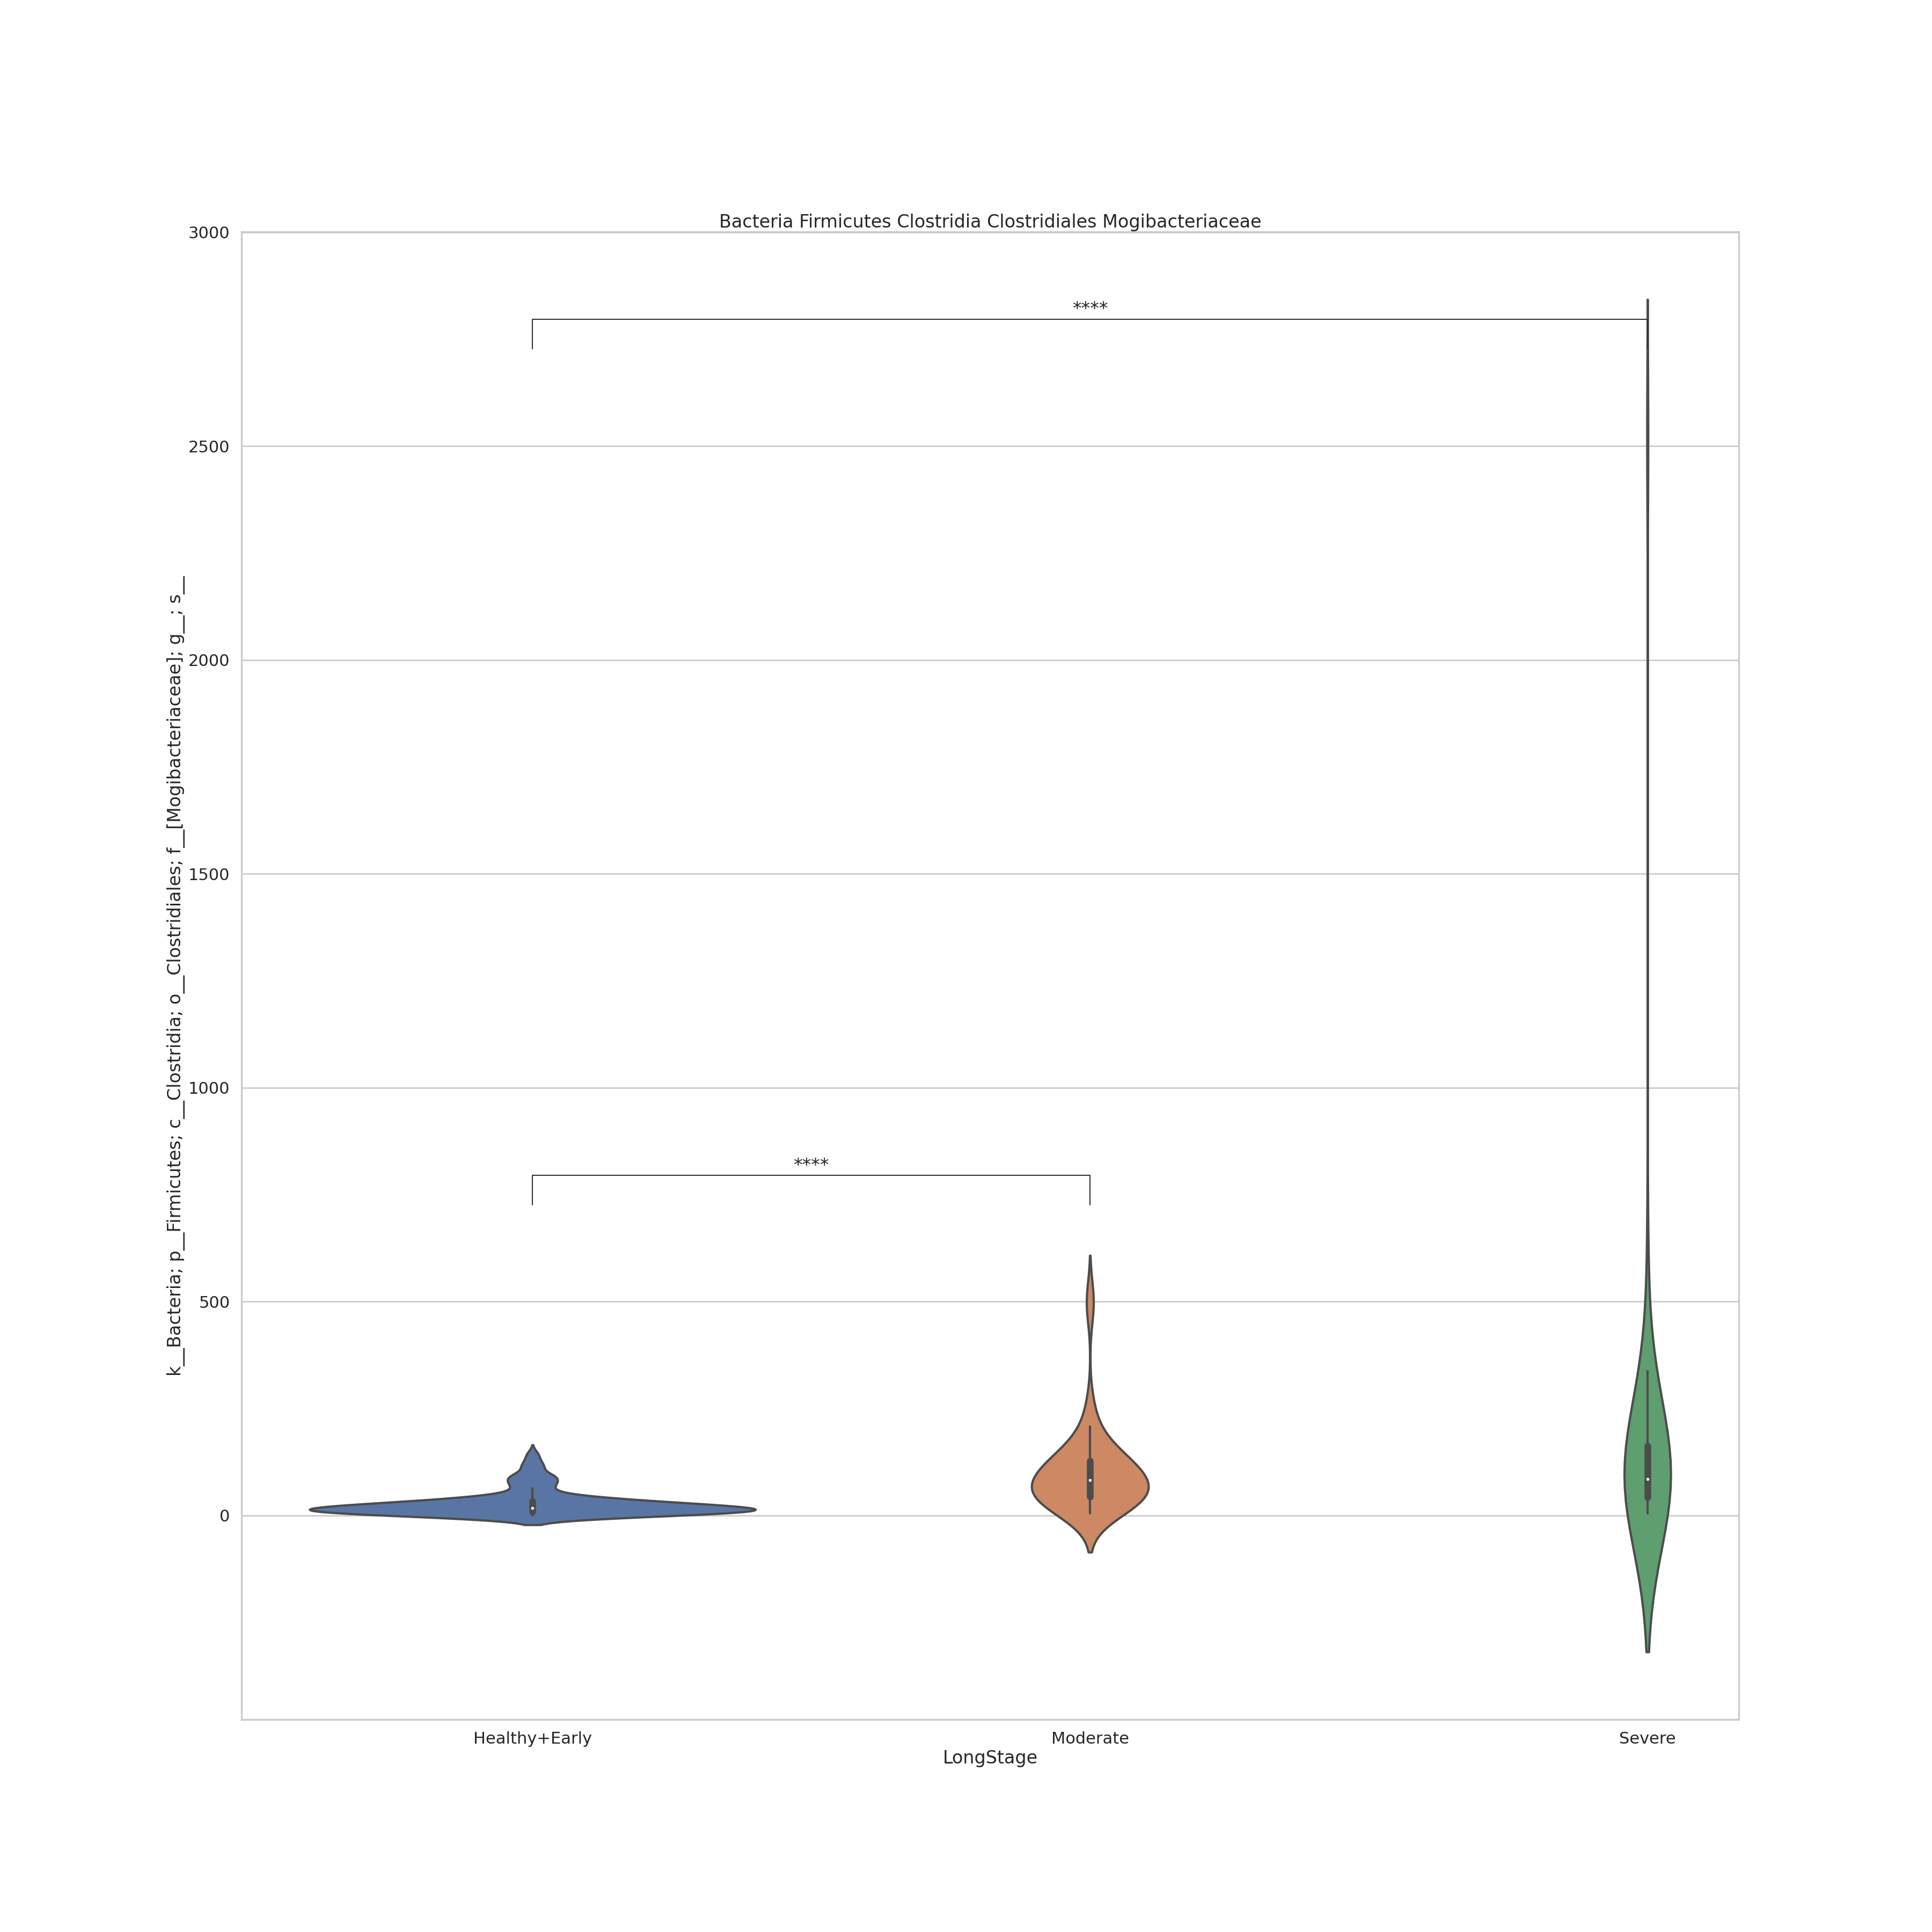 Bacteria Firmicutes Clostridia Clostridiales Mogibacteriaceae
3000
2500
2000
1500
1000
500
0
k__Bacteria; p__Firmicutes; c__Clostridia; o__Clostridiales; f__[Mogibacteriaceae]; g__; s__
****
****
Healthy+Early
Moderate
Severe
LongStage